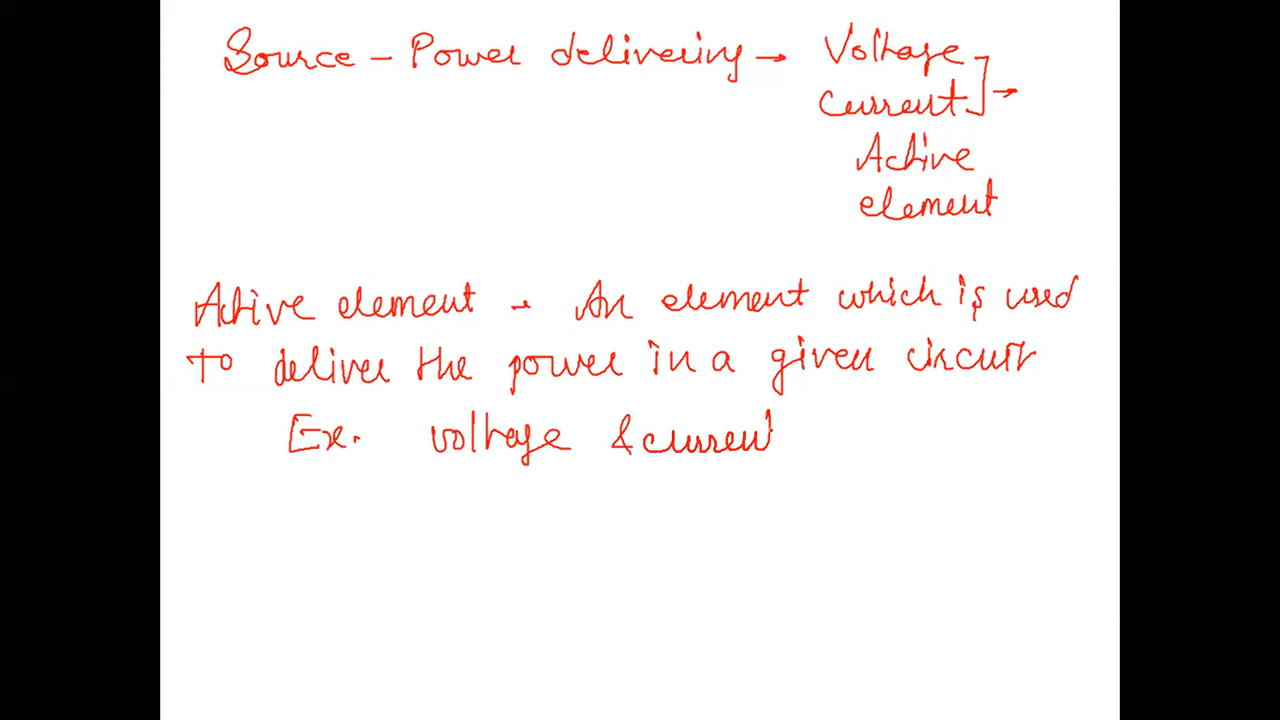 Source - Power delivering → Voltage
current →
Active
element
Active element - An element which is used
to deliver the power in a given circuit
Ex. voltage & current